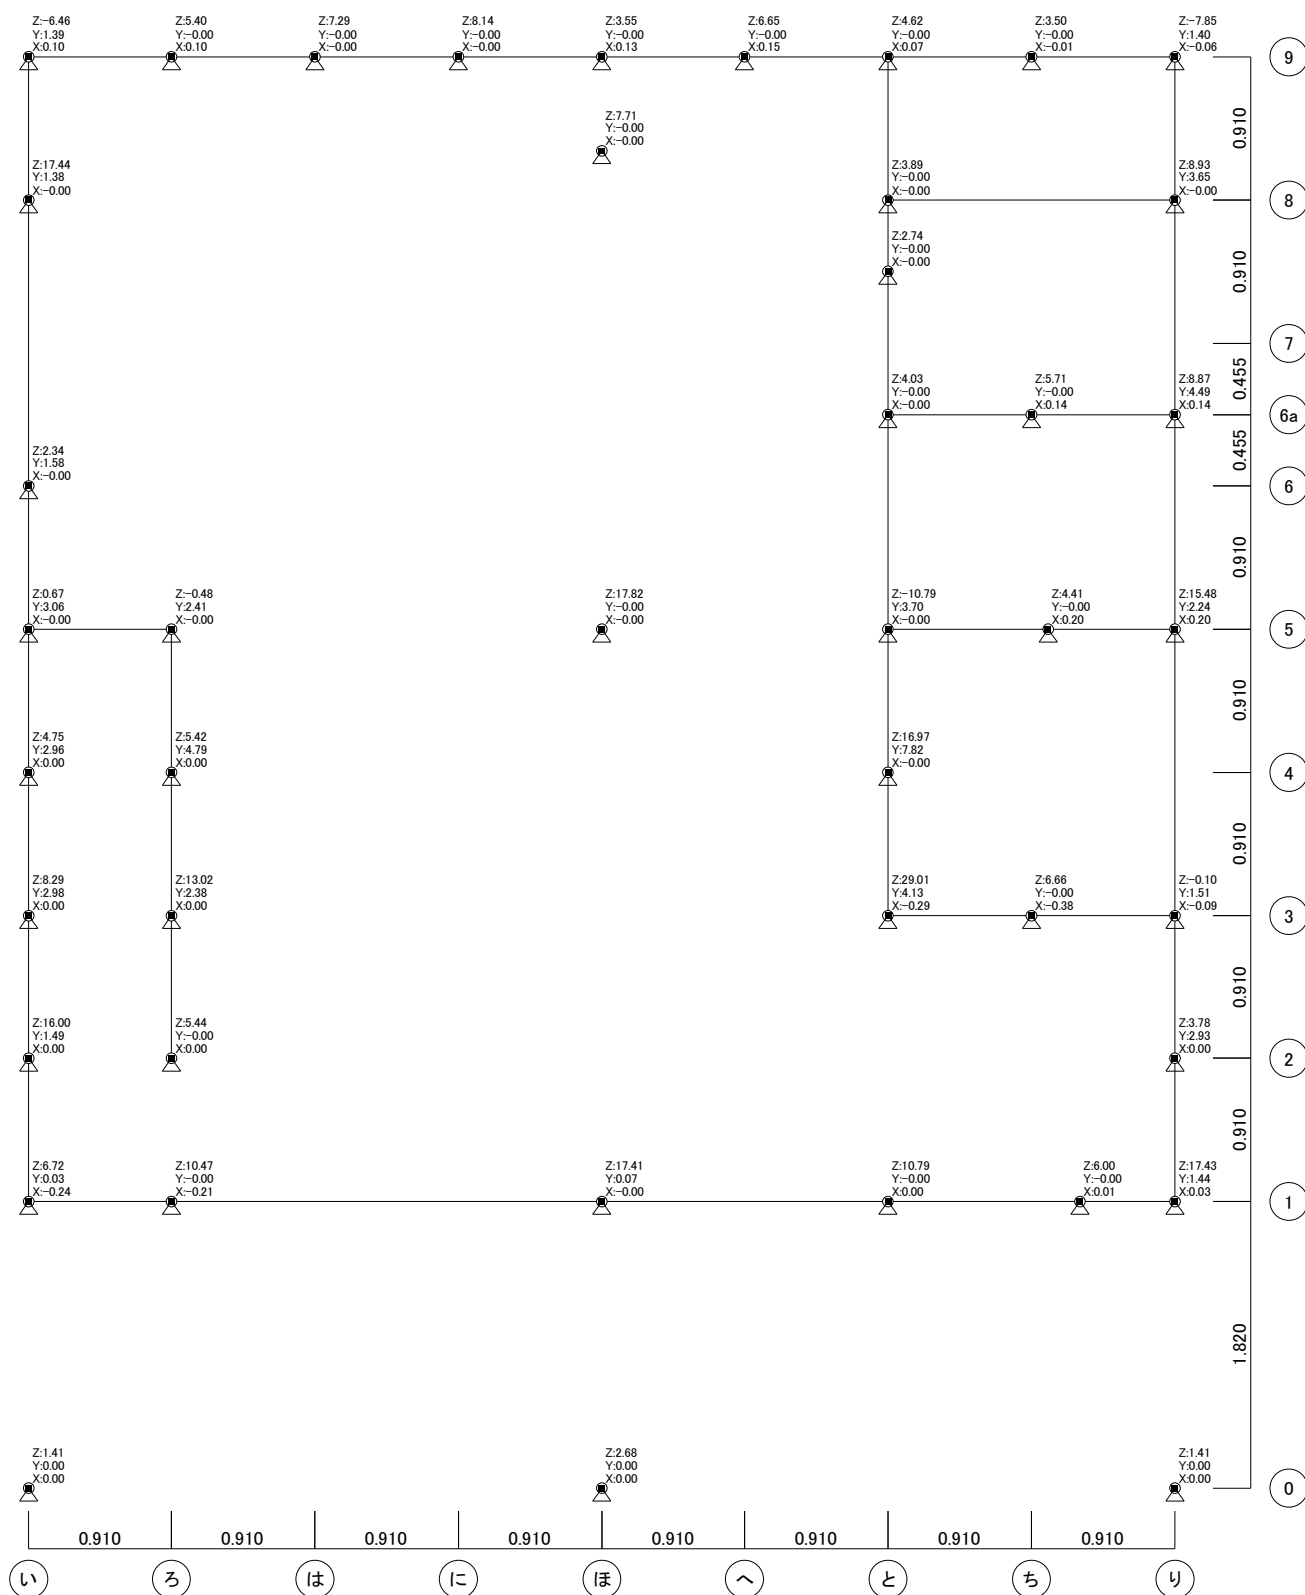 Z:-6.46
Y:1.39
X:0.10
Z:5.40
Y:-0.00
X:0.10
Z:7.29
Y:-0.00
X:-0.00
Z:8.14
Y:-0.00
X:-0.00
Z:3.55
Y:-0.00
X:0.13
Z:6.65
Y:-0.00
X:0.15
Z:4.62
Y:-0.00
X:0.07
Z:3.50
Y:-0.00
X:-0.01
Z:-7.85
Y:1.40
X:-0.06
9
0.910
Z:7.71
Y:-0.00
X:-0.00
Z:17.44
Y:1.38
X:-0.00
Z:3.89
Y:-0.00
X:-0.00
Z:8.93
Y:3.65
X:-0.00
8
Z:2.74
Y:-0.00
X:-0.00
0.910
7
0.455
Z:4.03
Y:-0.00
X:-0.00
Z:5.71
Y:-0.00
X:0.14
Z:8.87
Y:4.49
X:0.14
6a
0.455
Z:2.34
Y:1.58
X:-0.00
6
0.910
Z:0.67
Y:3.06
X:-0.00
Z:-0.48
Y:2.41
X:-0.00
Z:17.82
Y:-0.00
X:-0.00
Z:-10.79
Y:3.70
X:-0.00
Z:4.41
Y:-0.00
X:0.20
Z:15.48
Y:2.24
X:0.20
5
0.910
Z:4.75
Y:2.96
X:0.00
Z:5.42
Y:4.79
X:0.00
Z:16.97
Y:7.82
X:-0.00
4
0.910
Z:8.29
Y:2.98
X:0.00
Z:13.02
Y:2.38
X:0.00
Z:29.01
Y:4.13
X:-0.29
Z:6.66
Y:-0.00
X:-0.38
Z:-0.10
Y:1.51
X:-0.09
3
0.910
Z:16.00
Y:1.49
X:0.00
Z:5.44
Y:-0.00
X:0.00
Z:3.78
Y:2.93
X:0.00
2
0.910
Z:6.72
Y:0.03
X:-0.24
Z:10.47
Y:-0.00
X:-0.21
Z:17.41
Y:0.07
X:-0.00
Z:10.79
Y:-0.00
X:0.00
Z:6.00
Y:-0.00
X:0.01
Z:17.43
Y:1.44
X:0.03
1
1.820
Z:1.41
Y:0.00
X:0.00
Z:2.68
Y:0.00
X:0.00
Z:1.41
Y:0.00
X:0.00
0
0.910 0.910 0.910 0.910 0.910 0.910 0.910 0.910
い ろ は に ほ へ と ち り